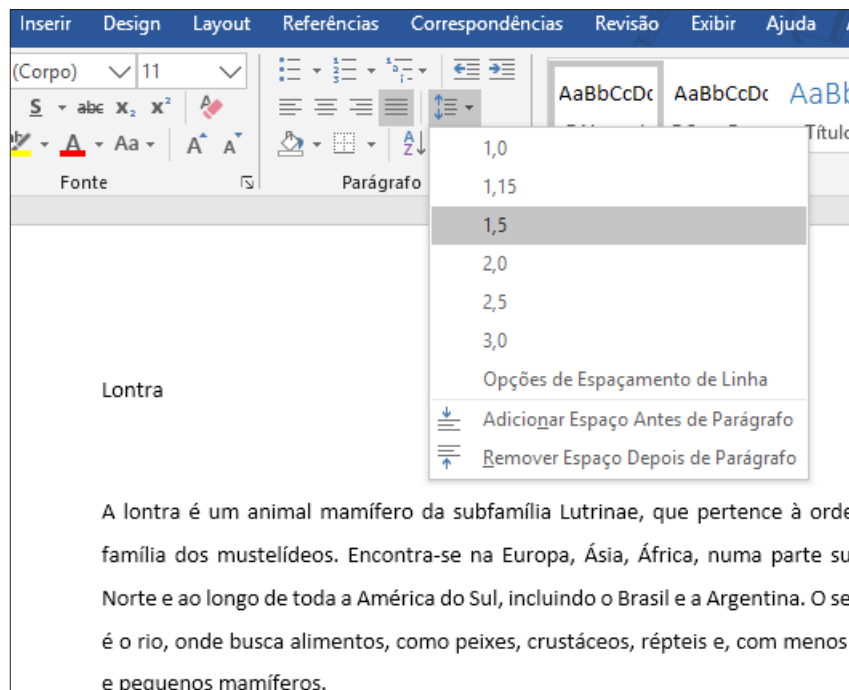 Inserir Design Layout Referências Correspondências Revisão Exibir Ajuda
(Corpo) 11
S abc X₂ X² AaBbCcDc AaBbCcDc AaBb
A Aa A A Título
Fonte Parágrafo
1,0
1,15
1,5
2,0
2,5
3,0
Opções de Espaçamento de Linha
Adicionar Espaço Antes de Parágrafo
Remover Espaço Depois de Parágrafo
Lontra
A lontra é um animal mamífero da subfamília Lutrinae, que pertence à orde
família dos mustelídeos. Encontra-se na Europa, Ásia, África, numa parte su
Norte e ao longo de toda a América do Sul, incluindo o Brasil e a Argentina. O se
é o rio, onde busca alimentos, como peixes, crustáceos, répteis e, com menos
e pequenos mamíferos.